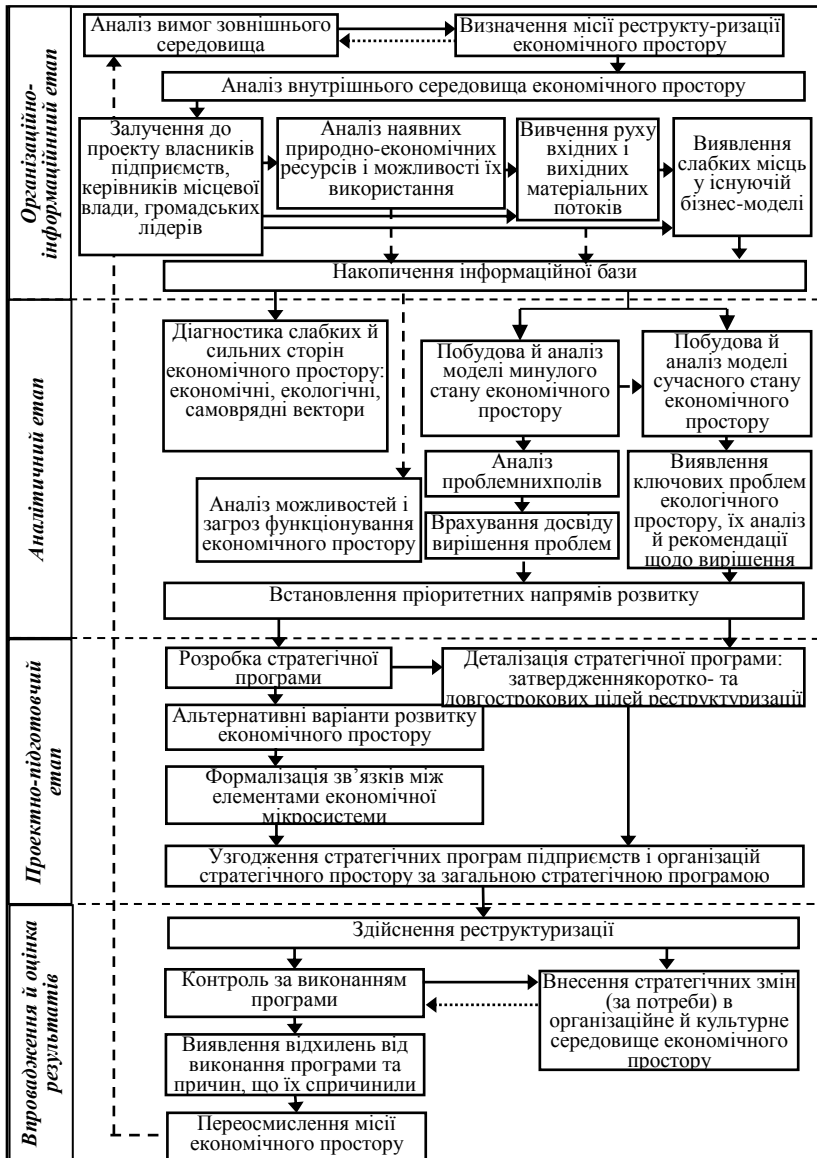 Організаційно-
інформаційнний етап
Аналіз вимог зовнішнього
середовища
Визначення місії реструкту-ризації
економічного простору
Аналіз внутрішнього середовища економічного простору
Залучення до
проекту власників
підприємств,
керівників місцевої
влади, громадських
лідерів
Аналіз наявних
природно-економічних
ресурсів і можливості їх
використання
Вивчення руху
вхідних і
вихідних
матеріальних
потоків
Виявлення
слабких місць
у існуючій
бізнес-моделі
Накопичення інформаційної бази
Аналітичний етап
Діагностика слабких й
сильних сторін
економічного простору:
економічні, екологічні,
самоврядні вектори
Побудова й аналіз
моделі минулого
стану економічного
простору
Побудова й
аналіз моделі
сучасного стану
економічного
простору
Аналіз можливостей і
загроз функціонування
економічного простору
Аналіз
проблемнихполів
Врахування досвіду
вирішення проблем
Виявлення
ключових проблем
екологічного
простору, їх аналіз
й рекомендації
щодо вирішення
Встановлення пріоритетних напрямів розвитку
Проектно-підготовчий
етап
Розробка стратегічної
програми
Деталізація стратегічної програми:
затвердженнякоротко- та
довгострокових цілей реструктуризації
Альтернативні варіанти розвитку
економічного простору
Формалізація зв’язків між
елементами економічної
мікросистеми
Узгодження стратегічних програм підприємств і організацій
стратегічного простору за загальною стратегічною програмою
Впровадження й оцінка
результатів
Здійснення реструктуризації
Контроль за виконанням
програми
Внесення стратегічних змін
(за потреби) в
організаційне й культурне
середовище економічного
простору
Виявлення відхилень від
виконання програми та
причин, що їх спричинили
Переосмислення місії
економічного простору